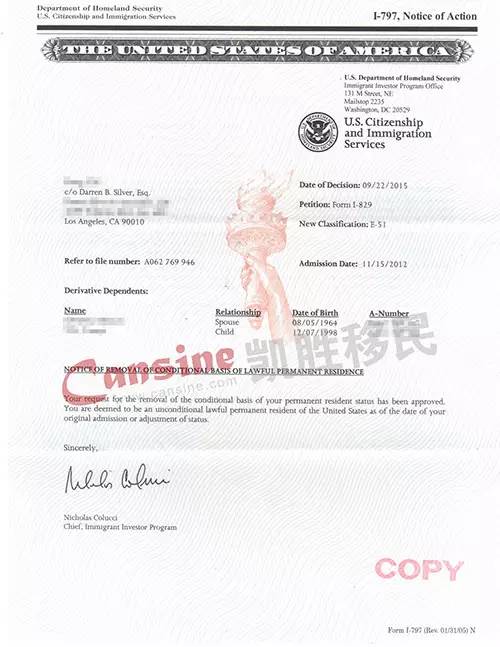 Department of Homeland Security
U.S. Citizenship and Immigration Services
I-797, Notice of Action
THE UNITED STATES OF AMERICA
U.S. Department of Homeland Security
Immigrant Investor Program Office
131 M Street, NE
Mailstop 2235
Washington, DC 20529
U.S. Citizenship
and Immigration
Services
c/o Darren B. Silver, Esq.
Los Angeles, CA 90010
Date of Decision: 09/22/2015
Petition: Form I-829
New Classification: E-51
Refer to file number: A062 769 946
Admission Date: 11/15/2012
Derivative Dependents:
Name Relationship Date of Birth A-Number
Spouse 08/05/1964
Child 12/07/1998
Cansine 凯胜移民
www.cansine.com
NOTICE OF REMOVAL OF CONDITIONAL BASIS OF LAWFUL PERMANENT RESIDENCE
Your request for the removal of the conditional basis of your permanent resident status has been approved.
You are deemed to be an unconditional lawful permanent resident of the United States as of the date of your
original admission or adjustment of status.
Sincerely,
Nicholas Colucci
Chief, Immigrant Investor Program
COPY
Form I-797 (Rev. 01/31/05) N